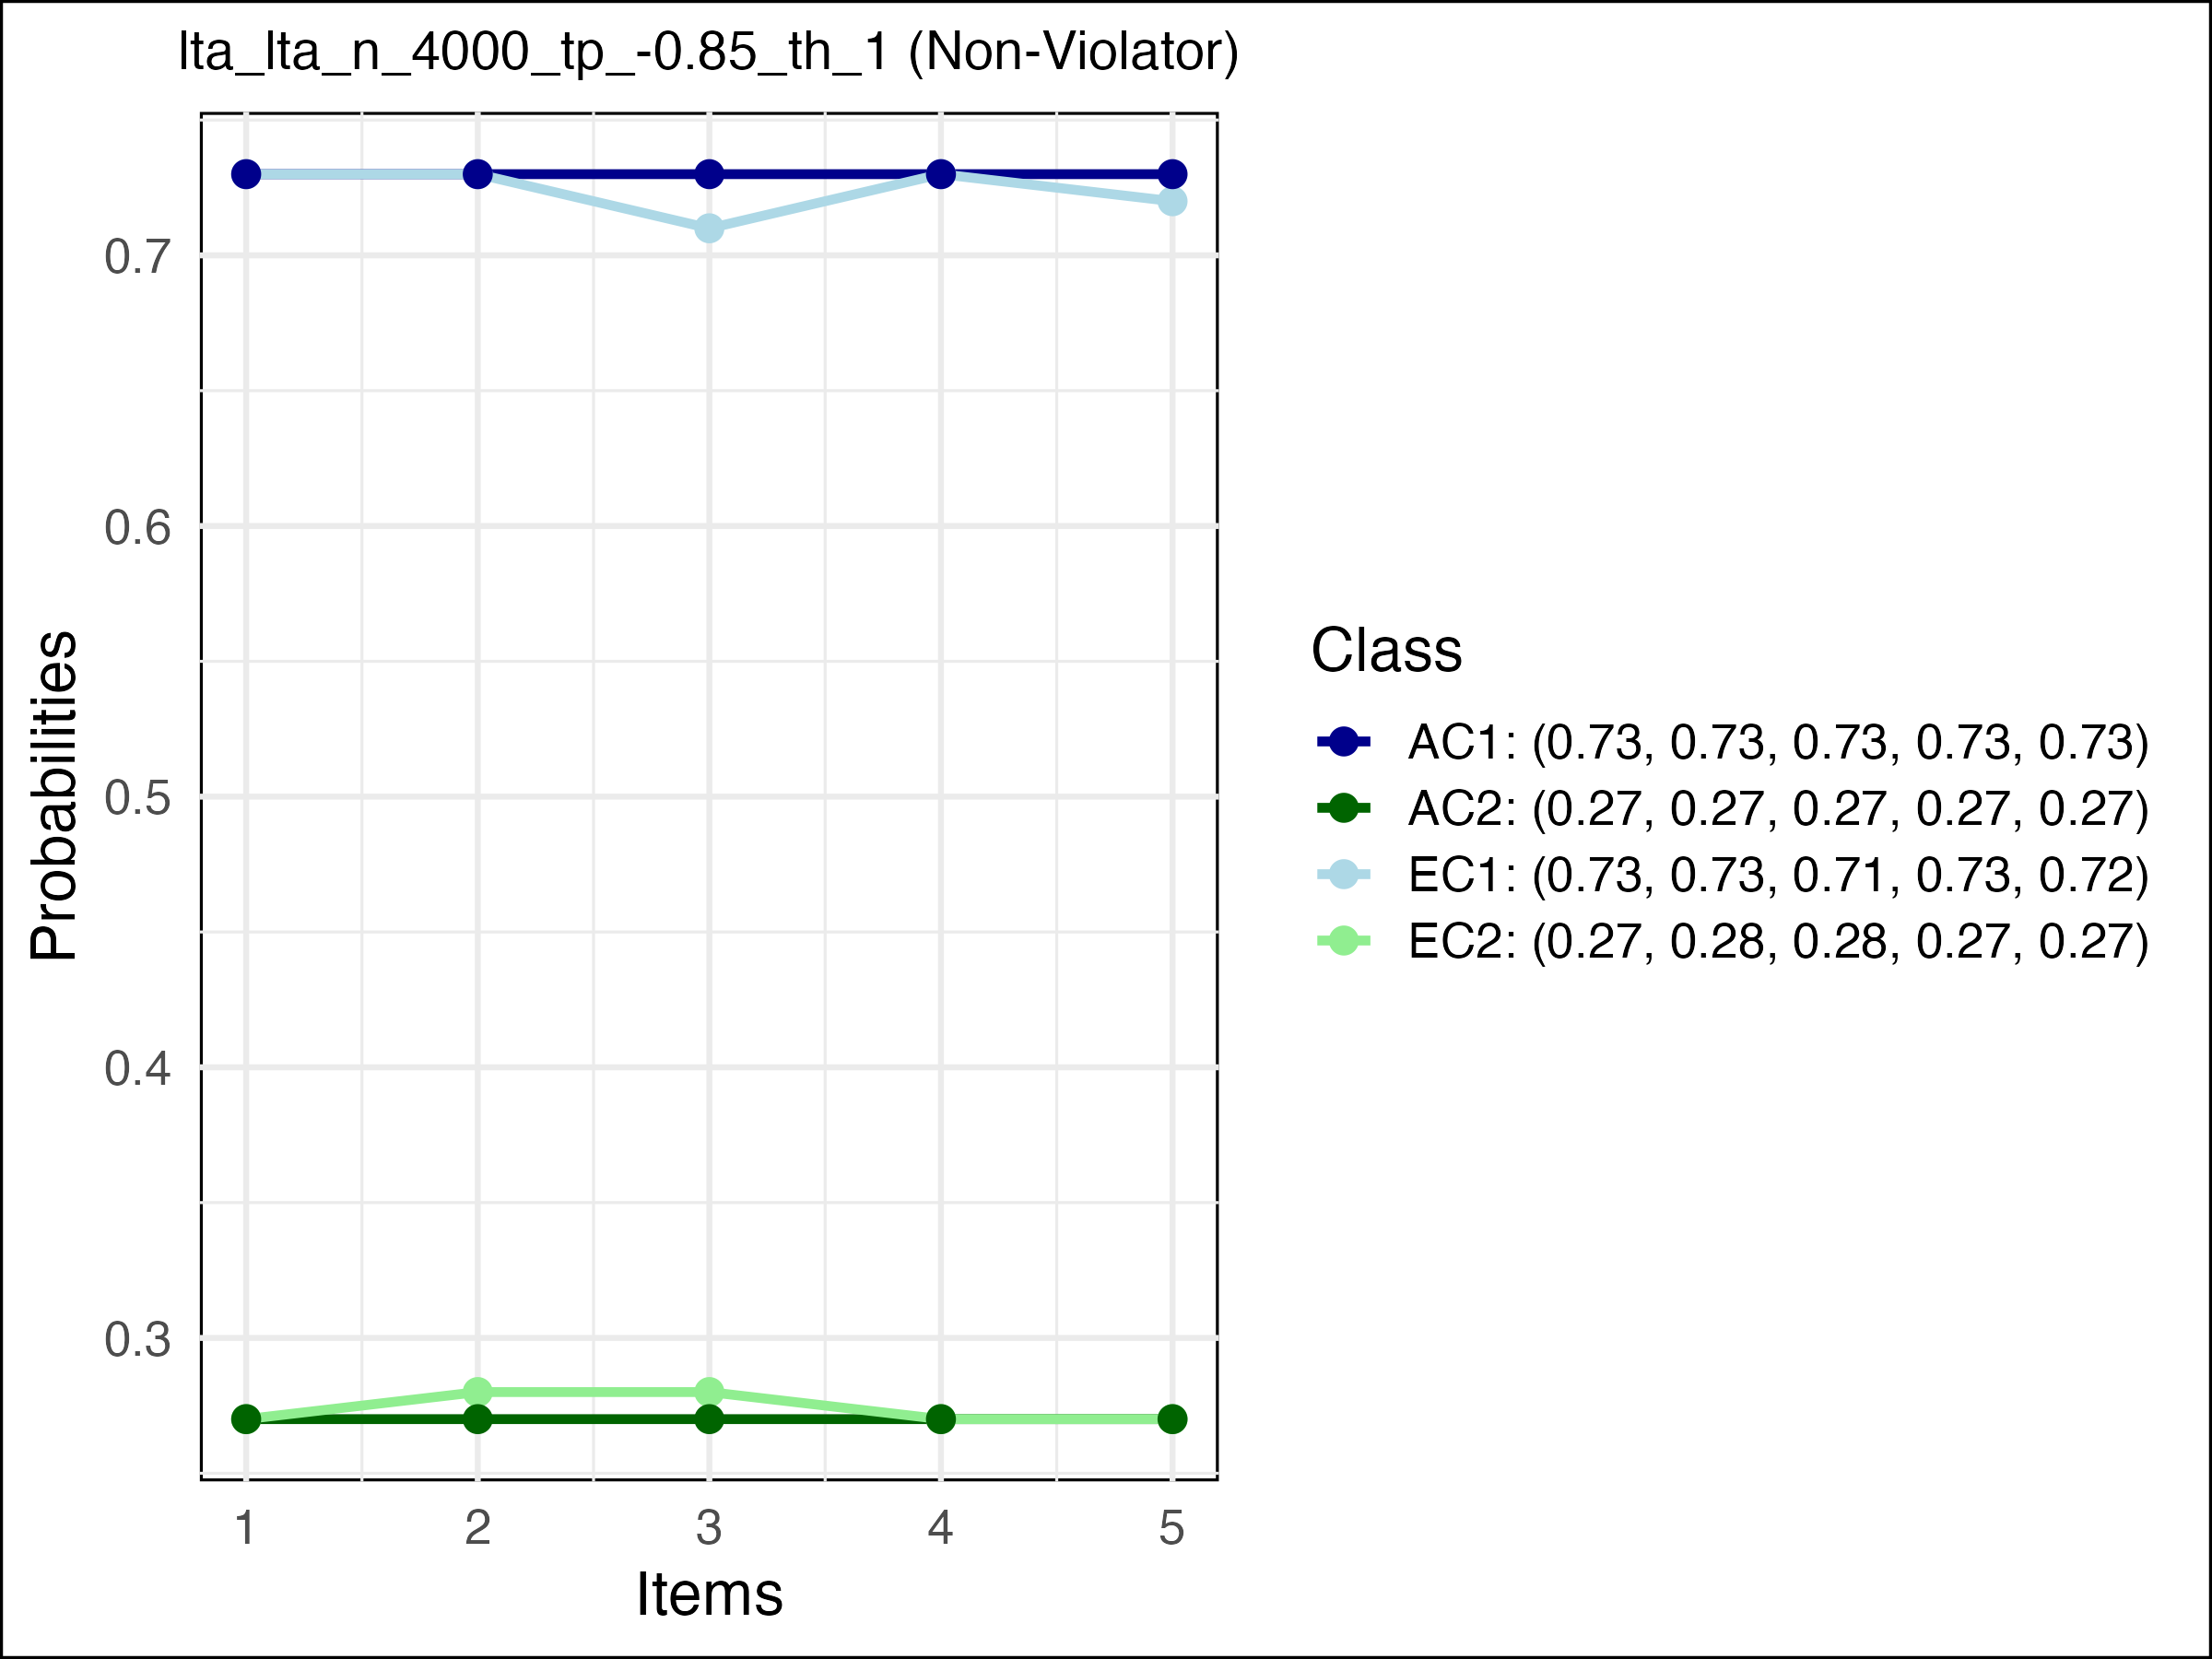 lta_lta_n_4000_tp_-0.85_th_1 (Non-Violator)
Probabilities
0.7
0.6
0.5
0.4
0.3
1 2 3 4 5
Items
Class
AC1: (0.73, 0.73, 0.73, 0.73, 0.73)
AC2: (0.27, 0.27, 0.27, 0.27, 0.27)
EC1: (0.73, 0.73, 0.71, 0.73, 0.72)
EC2: (0.27, 0.28, 0.28, 0.27, 0.27)